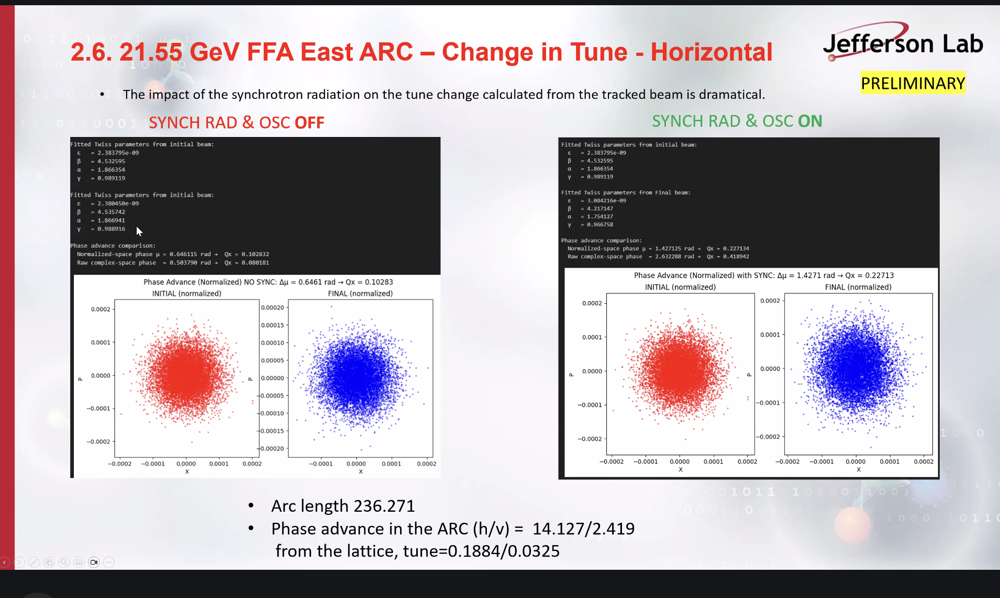 2.6. 21.55 GeV FFA East ARC – Change in Tune - Horizontal
Jefferson Lab
PRELIMINARY
• The impact of the synchrotron radiation on the tune change calculated from the tracked beam is dramatical.
SYNCH RAD & OSC OFF
Fitted Twiss parameters from initial beam:
ε = 2.383795e-09
β = 4.532595
α = 1.866354
γ = 0.989119
Fitted Twiss parameters from initial beam:
ε = 2.380450e-09
β = 4.535742
α = 1.866941
γ = 0.988916
Phase advance comparison:
Normalized-space phase μ = 0.646115 rad → Qx = 0.102832
Raw complex-space phase = 0.503790 rad → Qx = 0.080181
Phase Advance (Normalized) NO SYNC: Δμ = 0.6461 rad → Qx = 0.10283
INITIAL (normalized)
0.0002
0.0001
0.0000
−0.0001
−0.0002
P
−0.0002 −0.0001 0.0000 0.0001 0.0002
X
FINAL (normalized)
0.00020
0.00015
0.00010
0.00005
0.00000
−0.00005
−0.00010
−0.00015
−0.00020
P
−0.0001 0.0000 0.0001 0.0002
X
SYNCH RAD & OSC ON
Fitted Twiss parameters from initial beam:
ε = 2.383795e-09
β = 4.532595
α = 1.866354
γ = 0.989119
Fitted Twiss parameters from Final beam:
ε = 3.084216e-09
β = 4.217147
α = 1.754127
γ = 0.966758
Phase advance comparison:
Normalized-space phase μ = 1.427125 rad → Qx = 0.227134
Raw complex-space phase = 2.632288 rad → Qx = 0.418942
Phase Advance (Normalized) with SYNC: Δμ = 1.4271 rad → Qx = 0.22713
INITIAL (normalized)
0.0002
0.0001
0.0000
−0.0001
−0.0002
P
−0.0002 −0.0001 0.0000 0.0001 0.0002
X
FINAL (normalized)
0.0002
0.0001
0.0000
−0.0001
−0.0002
P
−0.0002 −0.0001 0.0000 0.0001 0.0002
X
• Arc length 236.271
• Phase advance in the ARC (h/v) = 14.127/2.419
from the lattice, tune=0.1884/0.0325